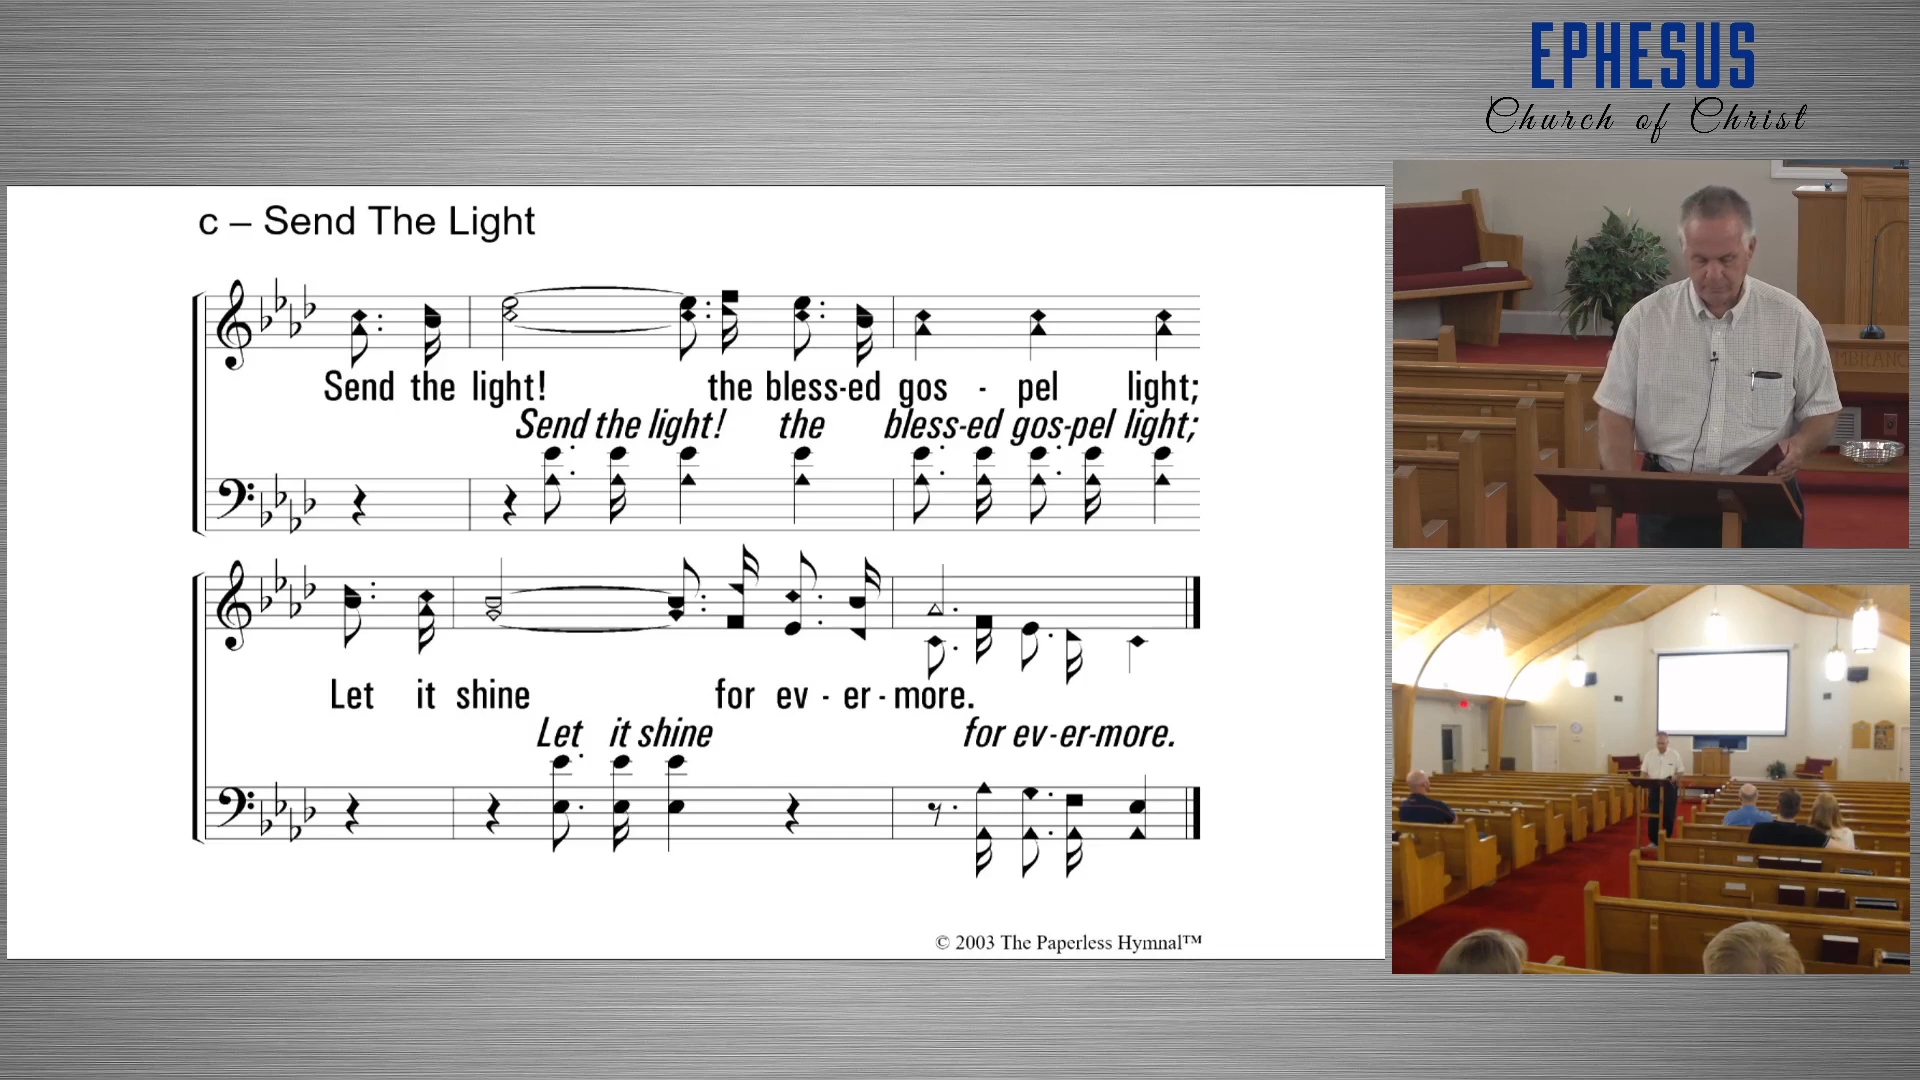 EPHESUS
Church of Christ
c – Send The Light
Send the light! the bless-ed gos - pel light;
Send the light! the bless-ed gos-pel light;
Let it shine for ev - er - more.
Let it shine for ev-er-more.
© 2003 The Paperless Hymnal™
MBRANC